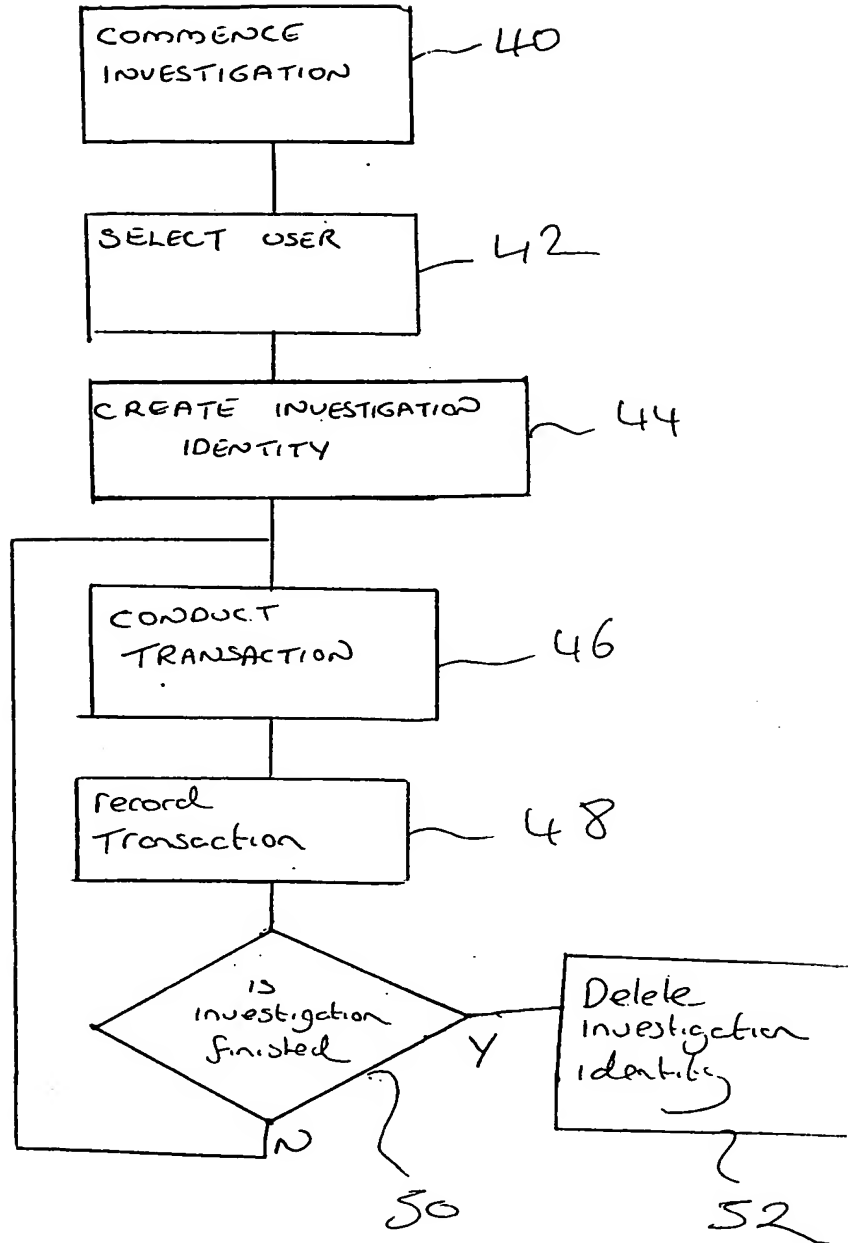 COMMENCE
INVESTIGATION
40
SELECT USER
42
CREATE INVESTIGATION
IDENTITY
44
CONDUCT
TRANSACTION
46
record
Transaction
48
is
investigation
finished
Y
N
50
Delete
investigation
identity
52